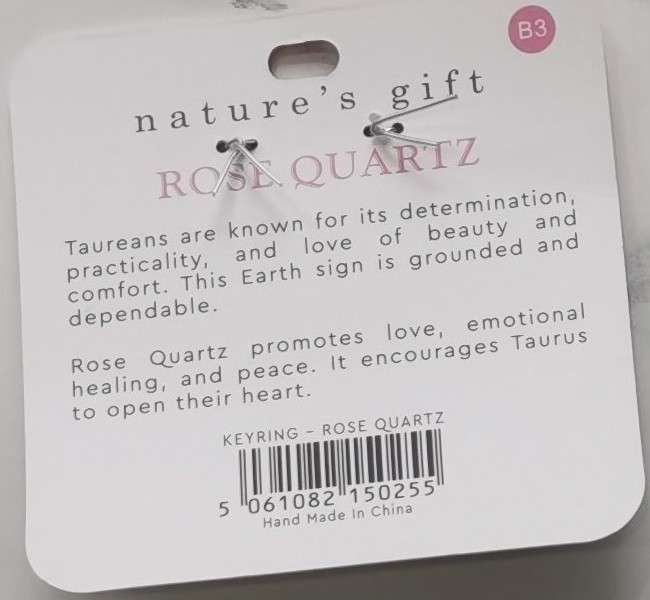 B3
nature's gift
ROSE QUARTZ
Taureans are known for its determination,
practicality, and love of beauty and
comfort. This Earth sign is grounded and
dependable.
Rose Quartz promotes love, emotional
healing, and peace. It encourages Taurus
to open their heart.
KEYRING – ROSE QUARTZ
5 061082 150255
Hand Made In China